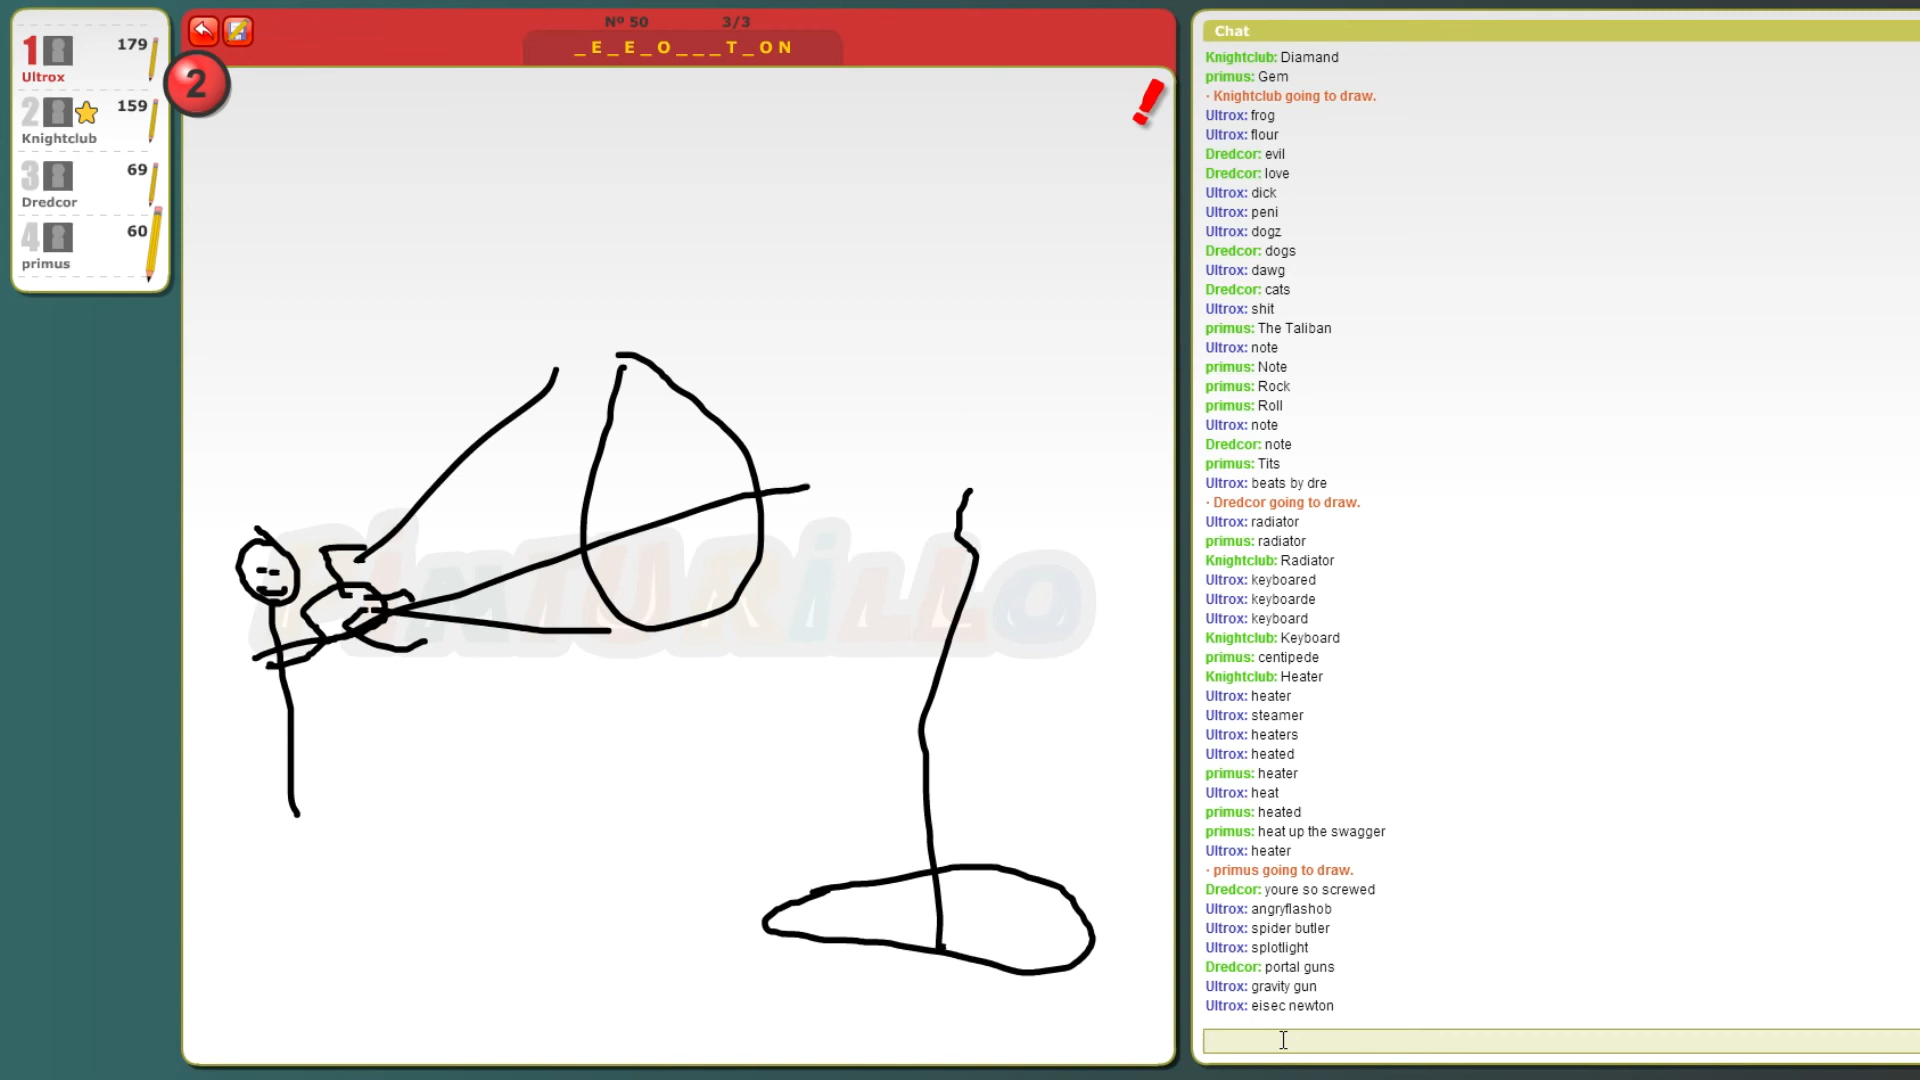 Nº 50 3/3
_ E _ E _ O _ _ _ T _ O N
1 179
Ultrox
2 159
Knightclub
3 69
Dredcor
4 60
primus
2
!
PiNTURiLLO
Chat
Knightclub: Diamand
primus: Gem
· Knightclub going to draw.
Ultrox: frog
Ultrox: flour
Dredcor: evil
Dredcor: love
Ultrox: dick
Ultrox: peni
Ultrox: dogz
Dredcor: dogs
Ultrox: dawg
Dredcor: cats
Ultrox: shit
primus: The Taliban
Ultrox: note
primus: Note
primus: Rock
primus: Roll
Ultrox: note
Dredcor: note
primus: Tits
Ultrox: beats by dre
· Dredcor going to draw.
Ultrox: radiator
primus: radiator
Knightclub: Radiator
Ultrox: keyboared
Ultrox: keyboarde
Ultrox: keyboard
Knightclub: Keyboard
primus: centipede
Knightclub: Heater
Ultrox: heater
Ultrox: steamer
Ultrox: heaters
Ultrox: heated
primus: heater
Ultrox: heat
primus: heated
primus: heat up the swagger
Ultrox: heater
· primus going to draw.
Dredcor: youre so screwed
Ultrox: angryflashob
Ultrox: spider butler
Ultrox: splotlight
Dredcor: portal guns
Ultrox: gravity gun
Ultrox: eisec newton